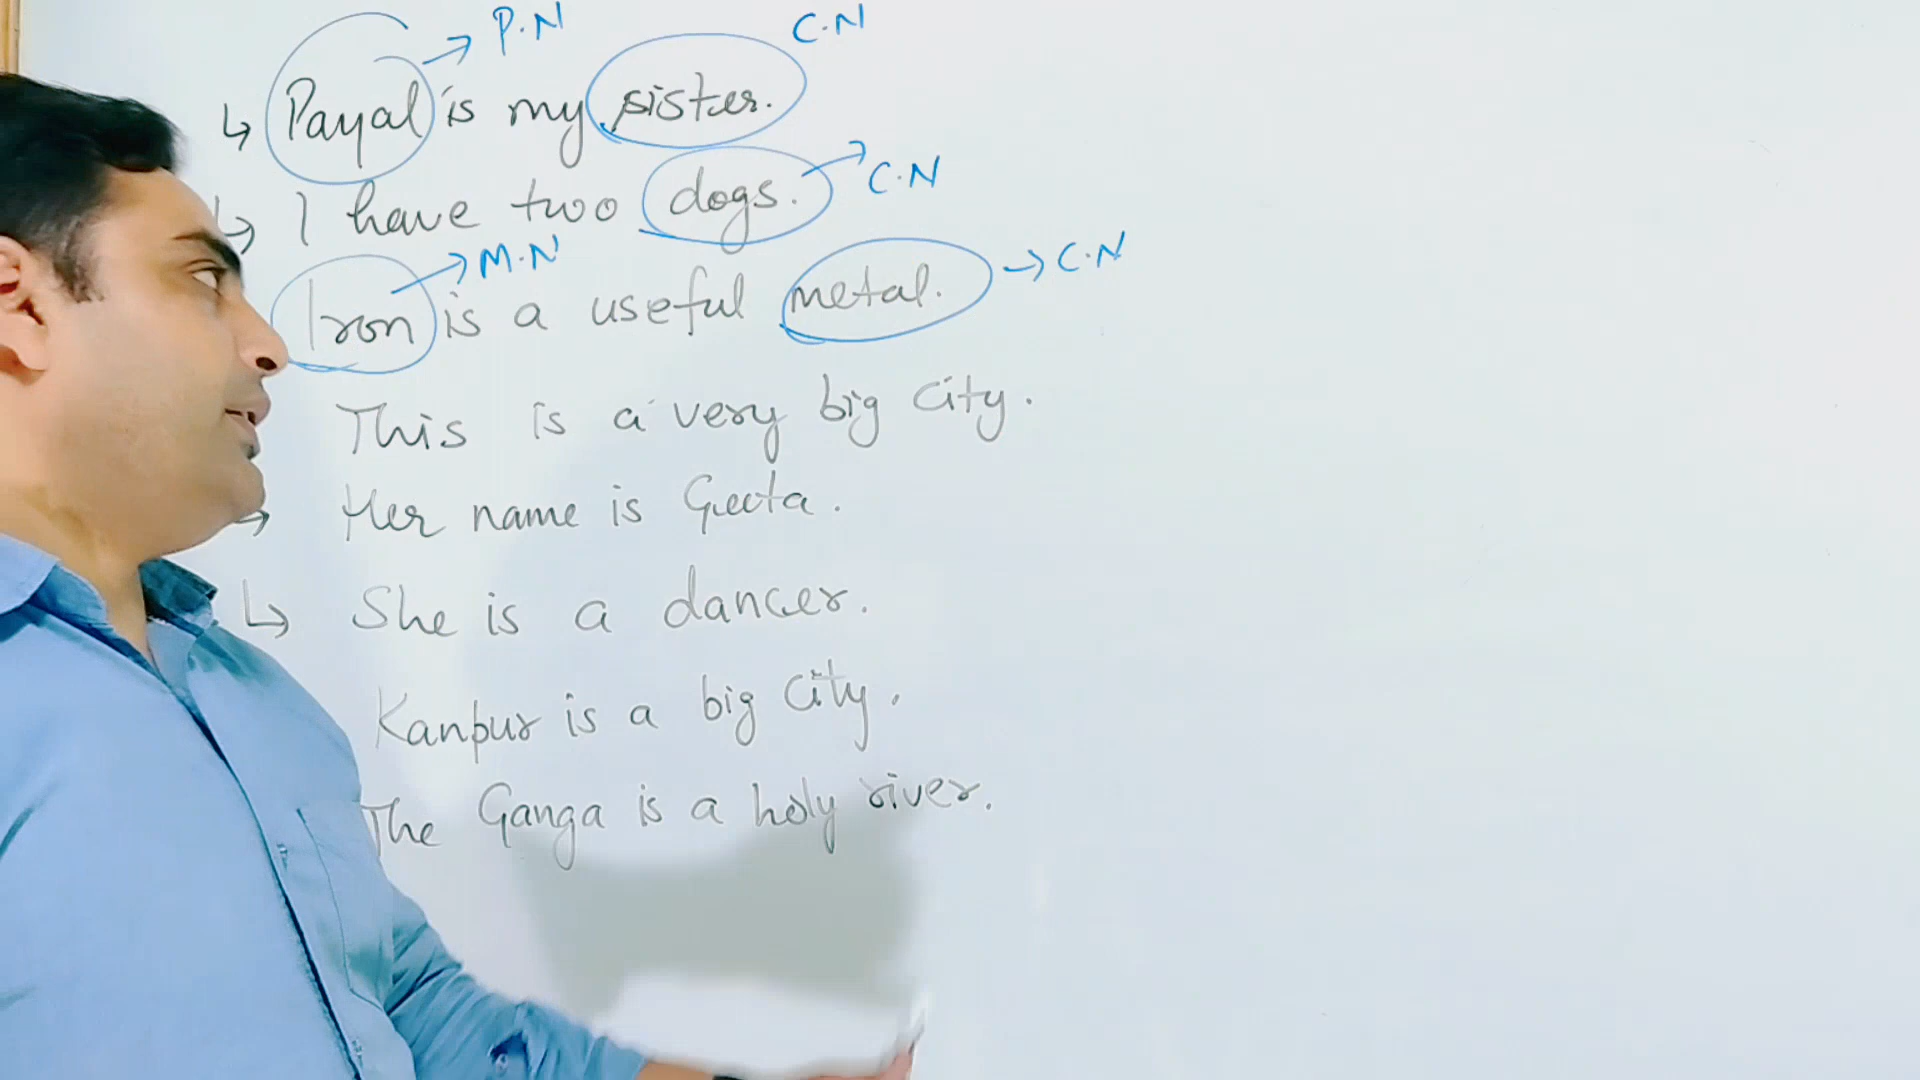 P.N C.N
↳ Payal is my sister.
↳ I have two dogs. → C.N
Iron → M.N is a useful metal. → C.N
This is a very big city.
Her name is Geeta.
↳ She is a dancer.
Kanpur is a big city.
The Ganga is a holy river.